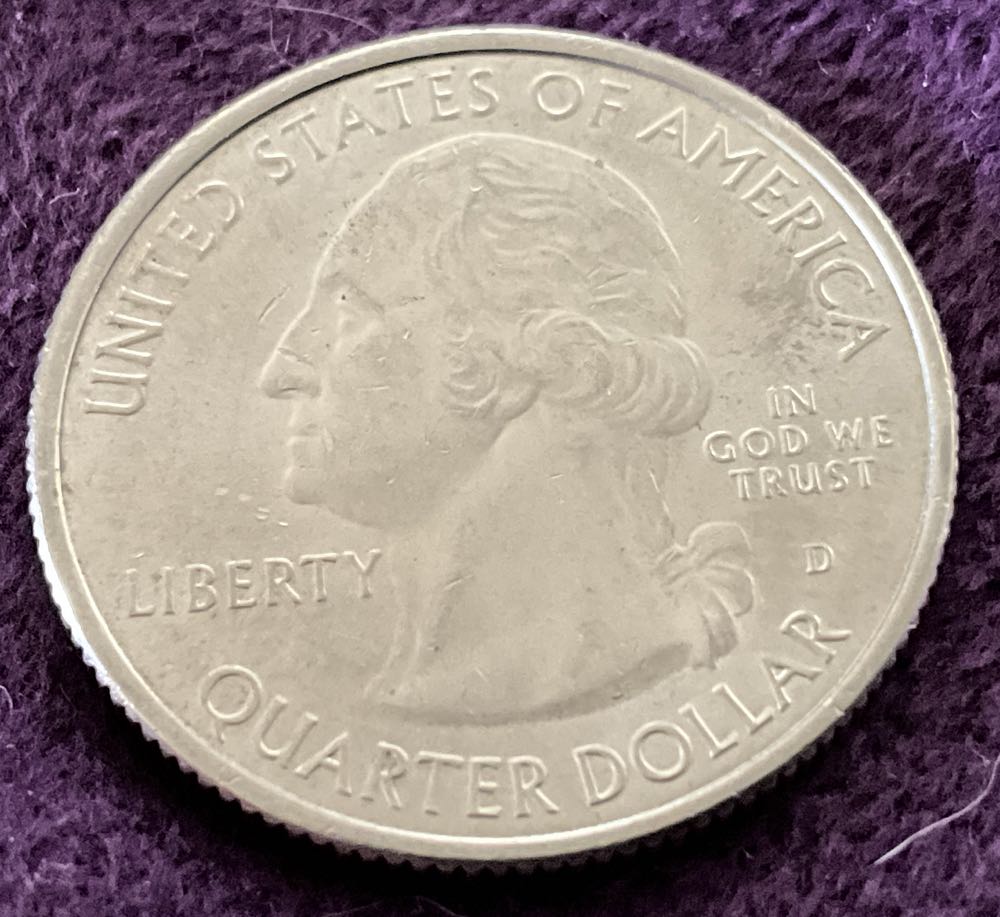 UNITED STATES OF AMERICA
LIBERTY
IN
GOD WE
TRUST
D
QUARTER DOLLAR